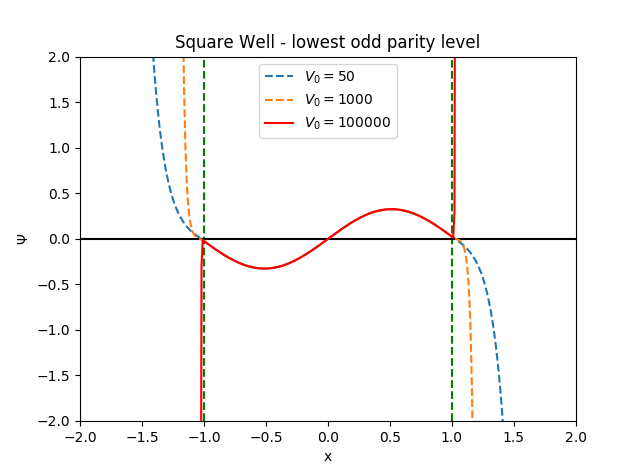 Square Well - lowest odd parity level
2.0
1.5
1.0
0.5
0.0
−0.5
−1.0
−1.5
−2.0
Ψ
V₀ = 50
V₀ = 1000
V₀ = 100000
−2.0 −1.5 −1.0 −0.5 0.0 0.5 1.0 1.5 2.0
x